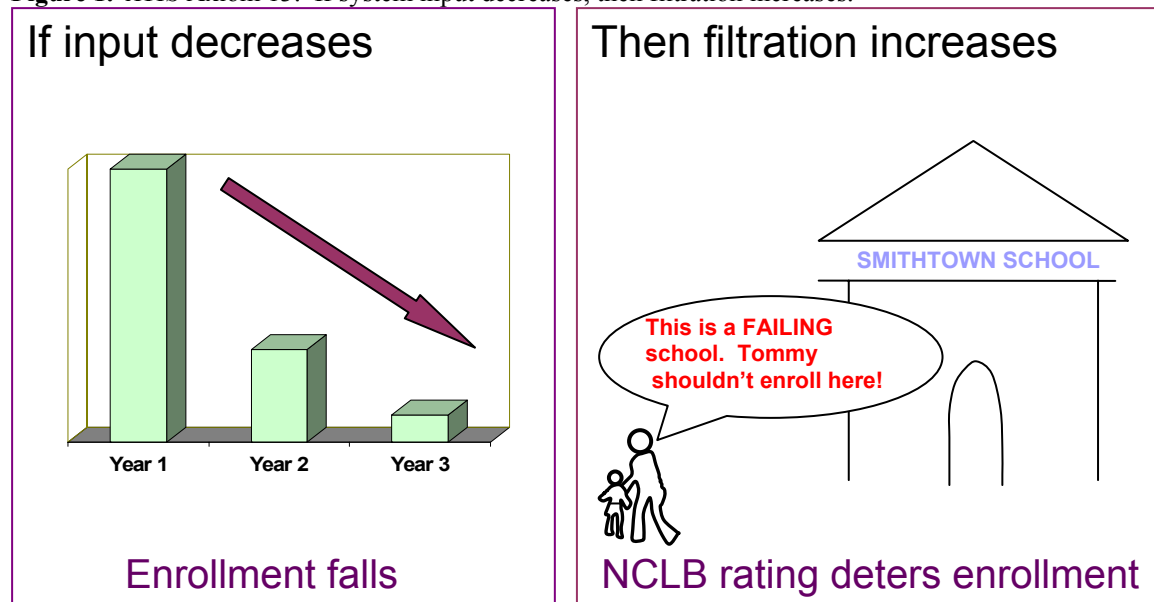 If input decreases
Year 1 Year 2 Year 3
Enrollment falls
Then filtration increases
SMITHTOWN SCHOOL
This is a FAILING
school. Tommy
shouldn't enroll here!
NCLB rating deters enrollment